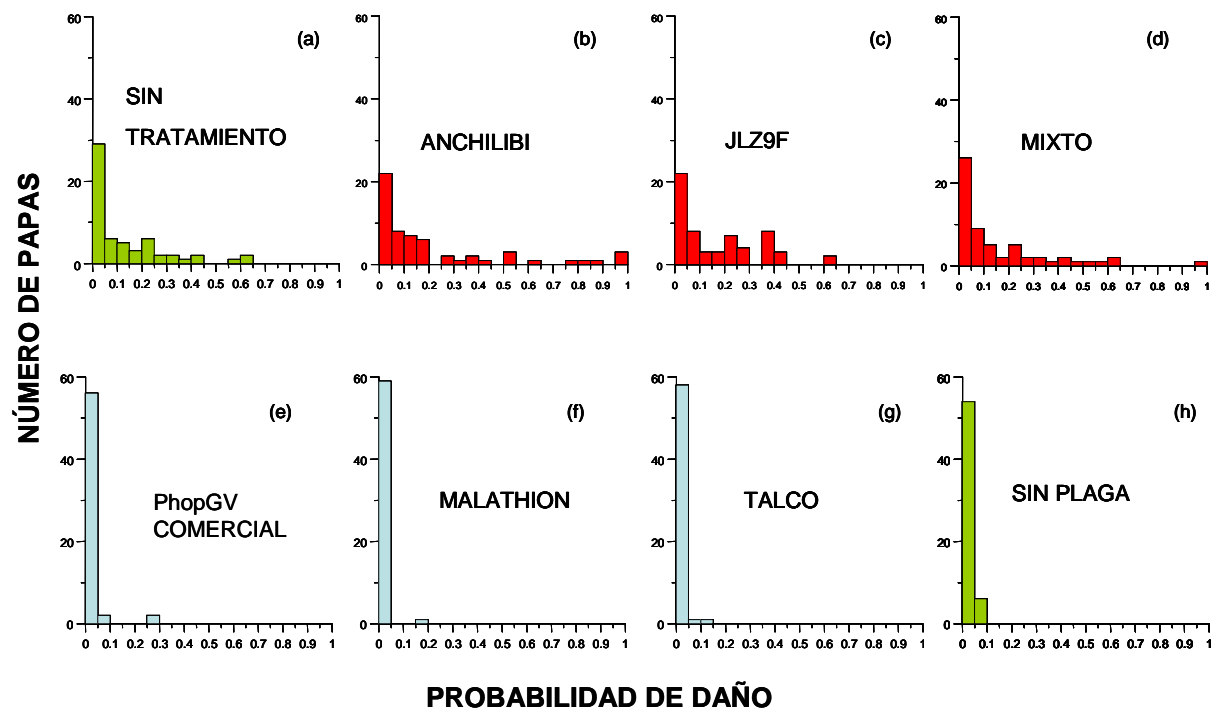 NÚMERO DE PAPAS
60
40
20
0
(a)
SIN
TRATAMIENTO
0 0.1 0.2 0.3 0.4 0.5 0.6 0.7 0.8 0.9 1
60
40
20
0
(b)
ANCHILIBI
0 0.1 0.2 0.3 0.4 0.5 0.6 0.7 0.8 0.9 1
60
40
20
0
(c)
JLZ9F
0 0.1 0.2 0.3 0.4 0.5 0.6 0.7 0.8 0.9 1
60
40
20
0
(d)
MIXTO
0 0.1 0.2 0.3 0.4 0.5 0.6 0.7 0.8 0.9 1
60
40
20
0
(e)
PhopGV
COMERCIAL
0 0.1 0.2 0.3 0.4 0.5 0.6 0.7 0.8 0.9 1
60
40
20
0
(f)
MALATHION
0 0.1 0.2 0.3 0.4 0.5 0.6 0.7 0.8 0.9 1
60
40
20
0
(g)
TALCO
0 0.1 0.2 0.3 0.4 0.5 0.6 0.7 0.8 0.9 1
60
40
20
0
(h)
SIN PLAGA
0 0.1 0.2 0.3 0.4 0.5 0.6 0.7 0.8 0.9 1
PROBABILIDAD DE DAÑO